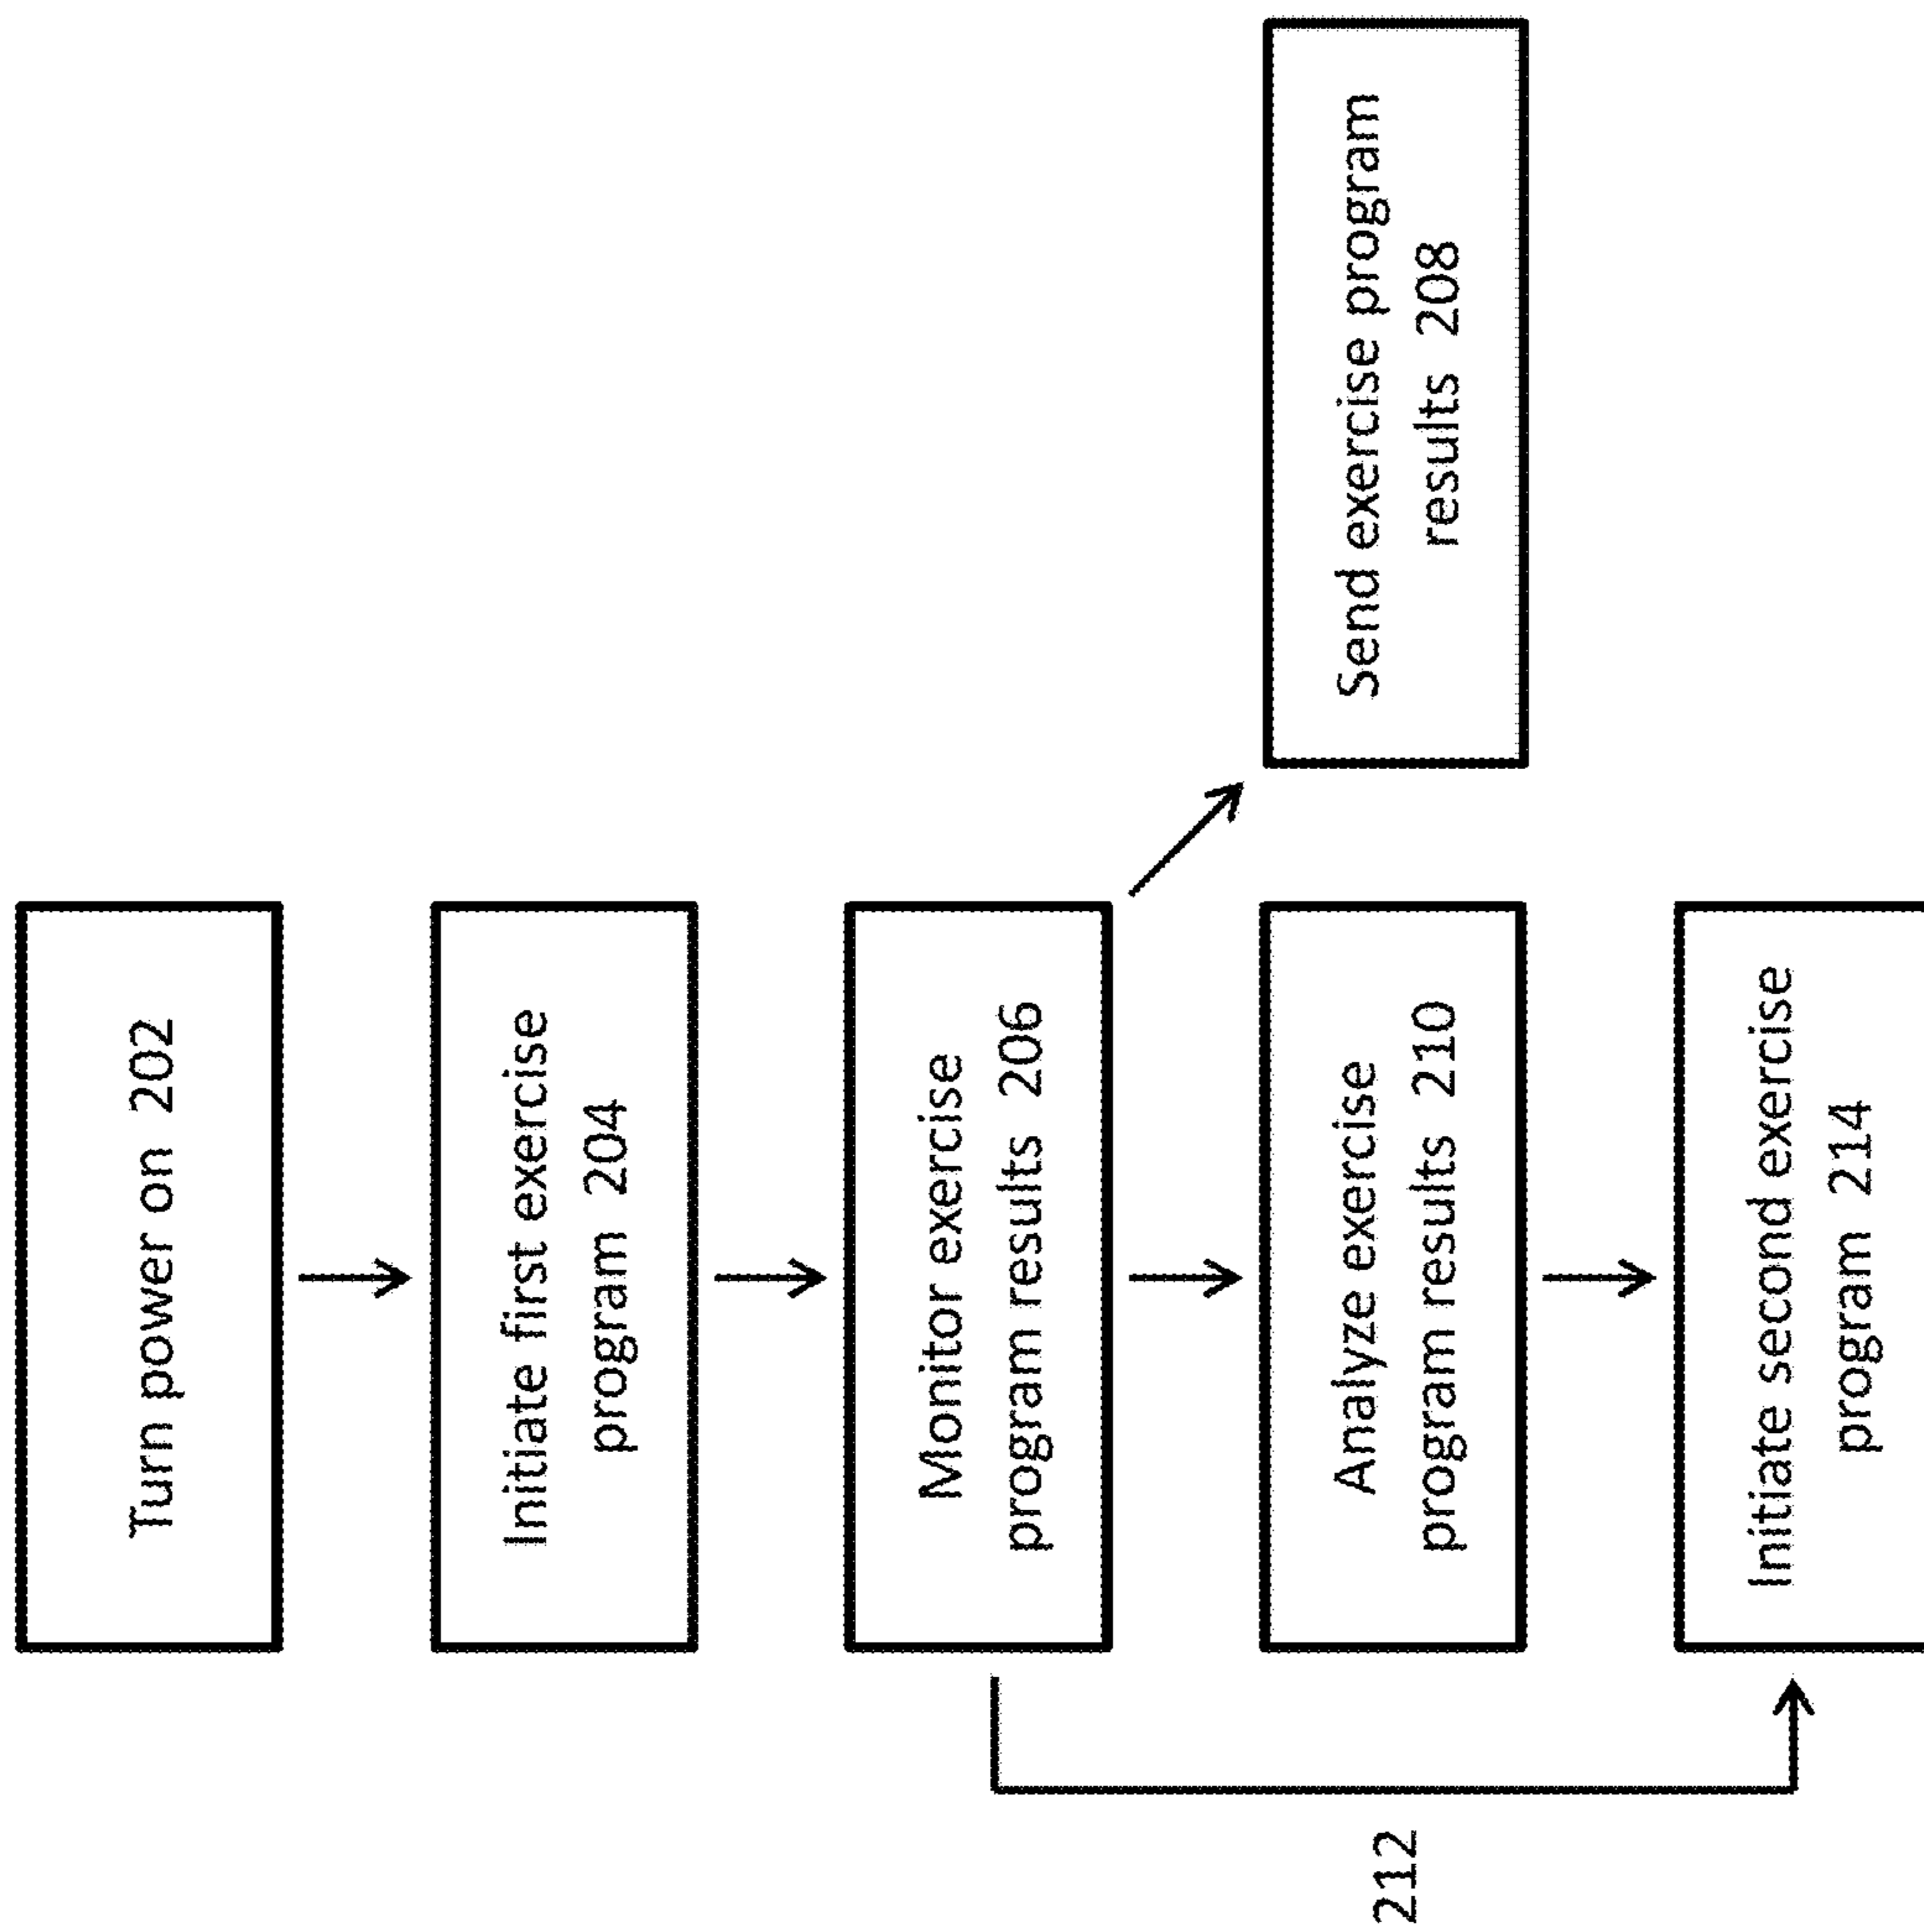 Turn power on 202
Initiate first exercise
program 204
Monitor exercise
program results 206
Send exercise program
results 208
Analyze exercise
program results 210
212
Initiate second exercise
program 214